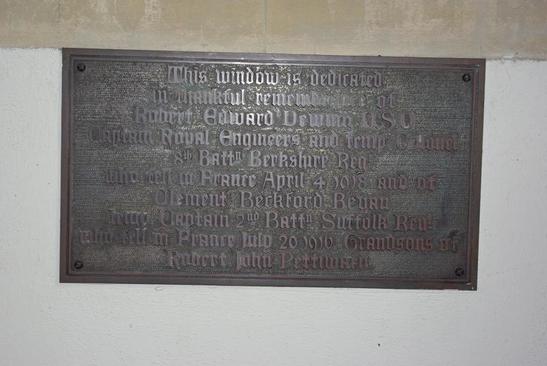 This window is dedicated
in thankful remembrance of
Robert Edward Dewing D.S.O
Captain Royal Engineers and temp Colonel
8th Battn Berkshire Regt
who fell in France April 4 1918 and of
Clement Beckford Bevan
temp Captain 2nd Battn Suffolk Regt
who fell in France July 20 1916 Grandsons of
Robert John Pettiward